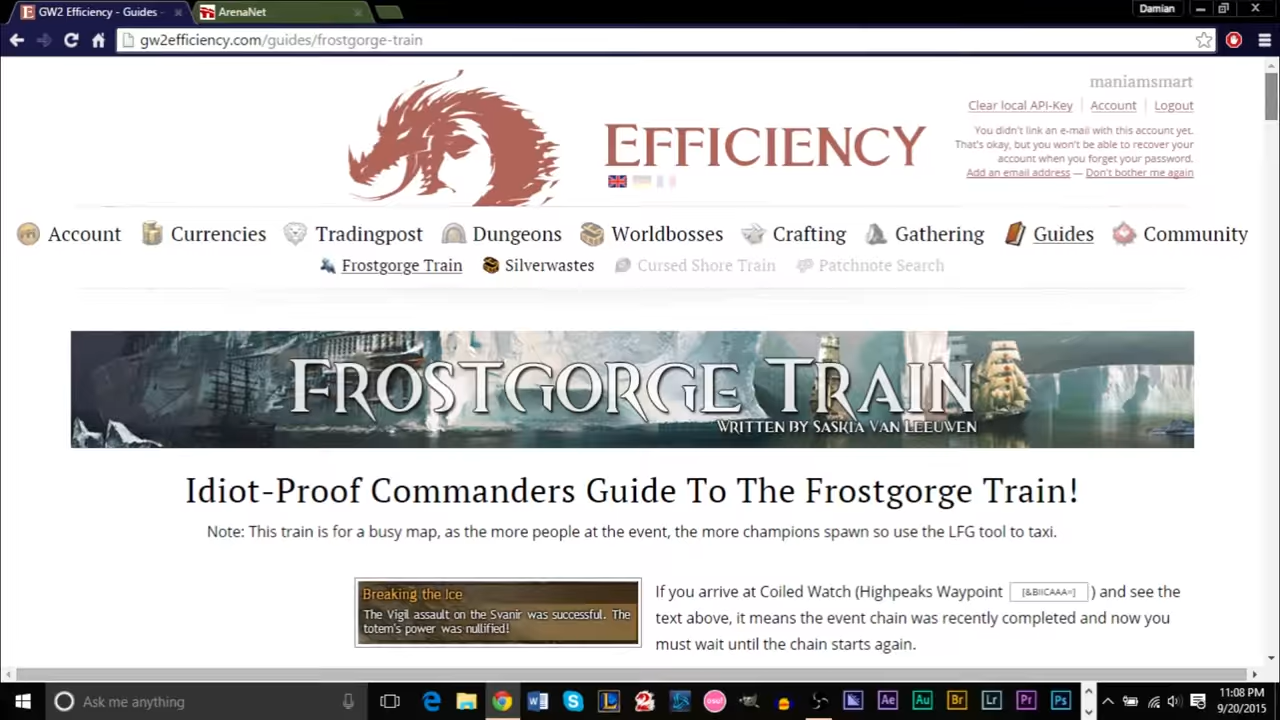 GW2 Efficiency - Guides -
ArenaNet
Damian
gw2efficiency.com/guides/frostgorge-train
maniamsmart
Clear local API-Key Account Logout
EFFICIENCY
You didn't link an e-mail with this account yet.
That's okay, but you won't be able to recover your
account when you forget your password.
Add an email address — Don't bother me again
Account Currencies Tradingpost Dungeons Worldbosses Crafting Gathering Guides Community
Frostgorge Train Silverwastes Cursed Shore Train Patchnote Search
FROSTGORGE TRAIN
WRITTEN BY SASKIA VAN LEEUWEN
Idiot-Proof Commanders Guide To The Frostgorge Train!
Note: This train is for a busy map, as the more people at the event, the more champions spawn so use the LFG tool to taxi.
Breaking the Ice
The Vigil assault on the Svanir was successful. The
totem's power was nullified!
If you arrive at Coiled Watch (Highpeaks Waypoint ) and see the
text above, it means the event chain was recently completed and now you
must wait until the chain starts again.
Ask me anything
Ae Au Br Lr Pr Ps
11:08 PM
9/20/2015